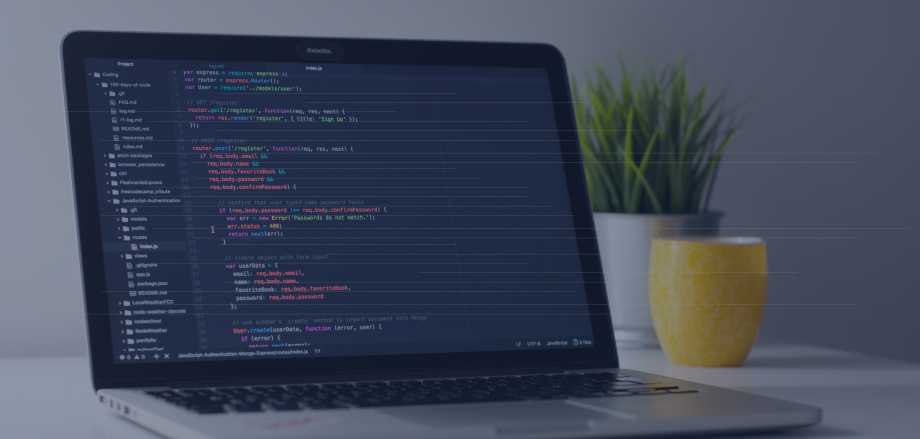 Deloitte.
Project
log.md
index.js
Coding
100-days-of-code
.git
FAQ.md
log.md
r1-log.md
README.md
resources.md
rules.md
atom-packages
browser_persistence
c01
FlashcardsExpress
freecodecamp_tribute
JavaScript-Authentication
.git
models
public
routes
index.js
views
.gitignore
app.js
package.json
README.md
LocalWeatherFCC
node-weather-zipcode
nodeschool
NodeWeather
portfolio
var express = require('express');
var router = express.Router();
var User = require('../models/user');
// GET /register
router.get('/register', function(req, res, next) {
return res.render('register', { title: 'Sign Up' });
});
// POST /register
router.post('/register', function(req, res, next) {
if (req.body.email &&
req.body.name &&
req.body.favoriteBook &&
req.body.password &&
req.body.confirmPassword) {
// confirm that user typed same password twice
if (req.body.password !== req.body.confirmPassword) {
var err = new Error('Passwords do not match.');
err.status = 400;
return next(err);
}
// create object with form input
var userData = {
email: req.body.email,
name: req.body.name,
favoriteBook: req.body.favoriteBook,
password: req.body.password
};
// use schema's 'create' method to insert document into Mongo
User.create(userData, function (error, user) {
if (error) {
return next(error);
0 0 JavaScript-Authentication-Mongo-Express/routes/index.js 1:1 LF UTF-8 JavaScript 0 files